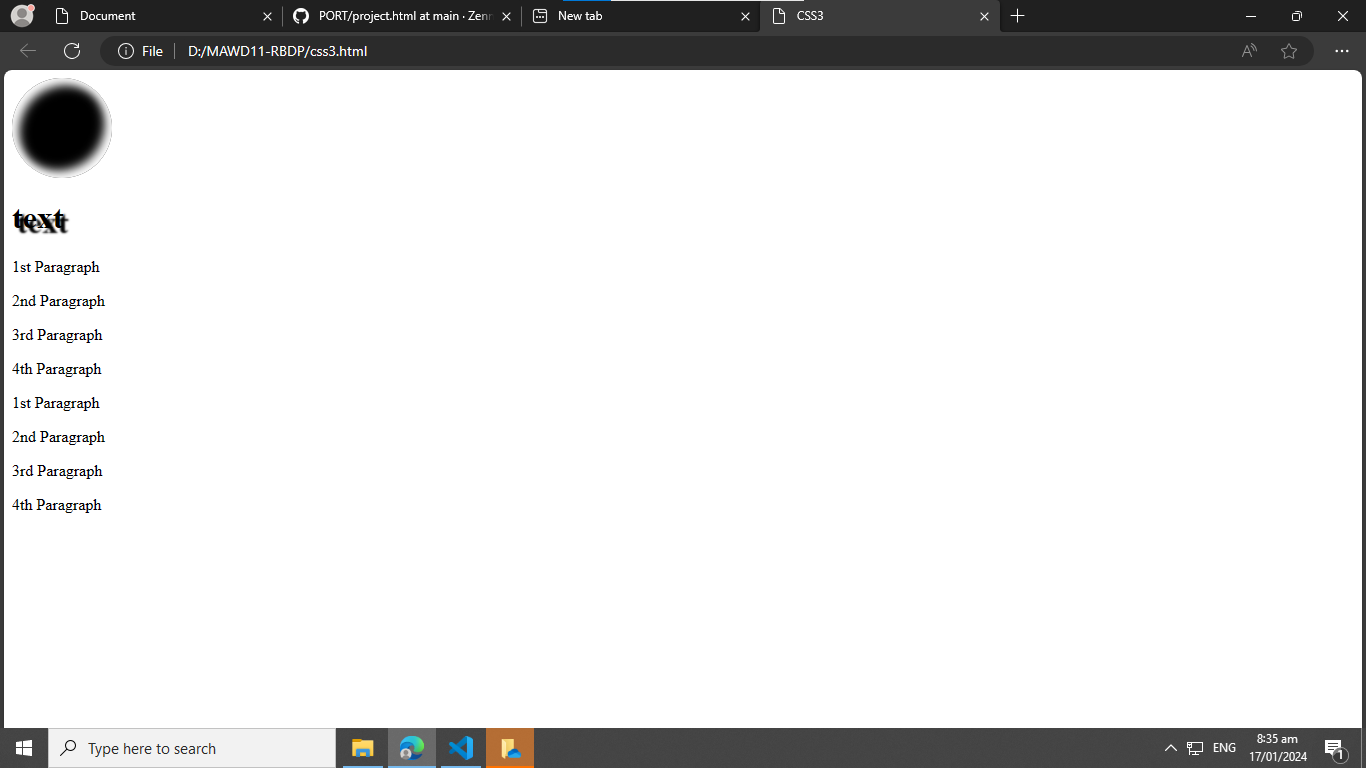 Document
PORT/project.html at main · Zenr
New tab
CSS3
File
D:/MAWD11-RBDP/css3.html
text
1st Paragraph
2nd Paragraph
3rd Paragraph
4th Paragraph
1st Paragraph
2nd Paragraph
3rd Paragraph
4th Paragraph
Type here to search
ENG
8:35 am
17/01/2024
1